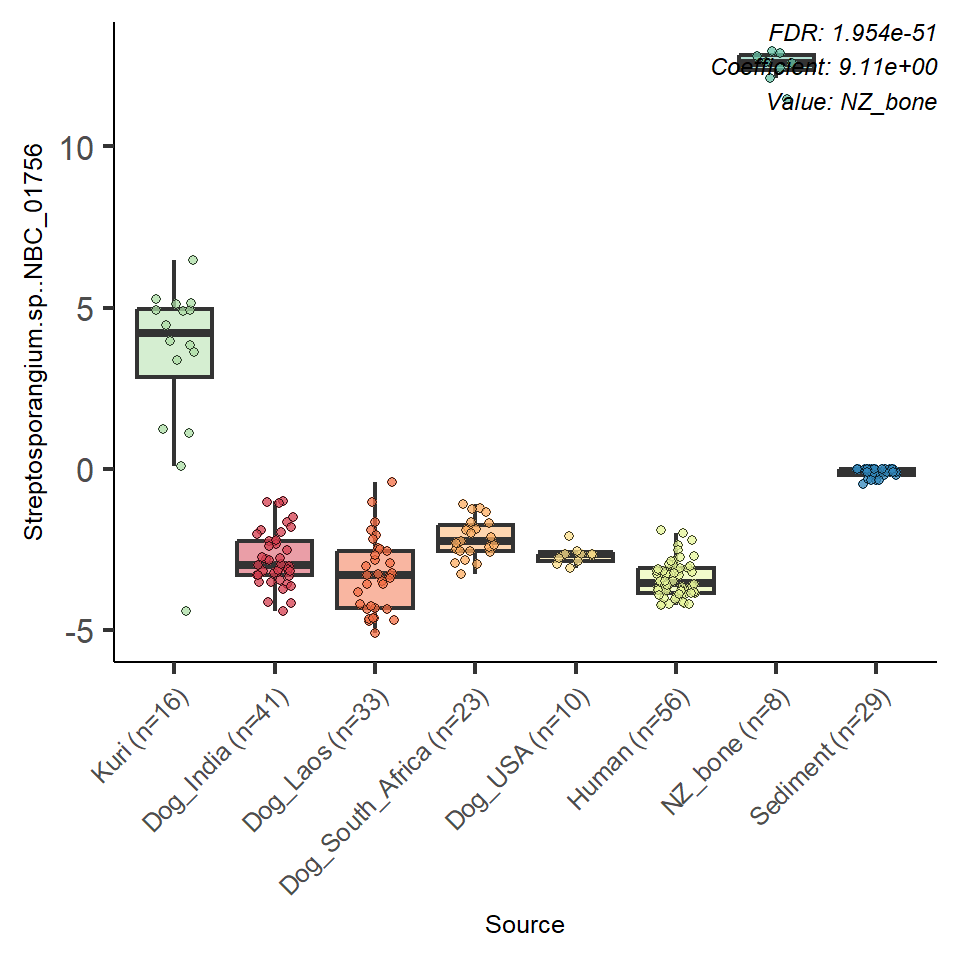 FDR: 1.954e-51
Coefficient: 9.11e+00
Value: NZ_bone
Streptosporangium.sp..NBC_01756
10
5
0
-5
Kuri (n=16)
Dog_India (n=41)
Dog_Laos (n=33)
Dog_South_Africa (n=23)
Dog_USA (n=10)
Human (n=56)
NZ_bone (n=8)
Sediment (n=29)
Source